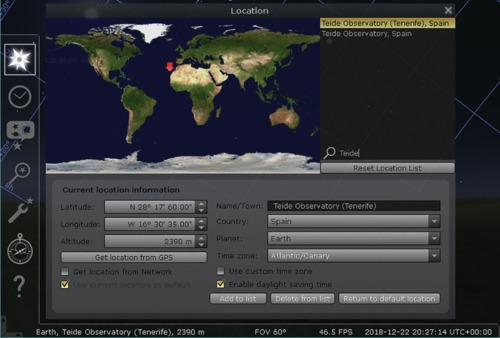 Location
Teide Observatory (Tenerife), Spain
Teide Observatory, Spain
Teide
Reset Location List
Current location information
Latitude: N 28° 17' 60.00"
Longitude: W 16° 30' 35.00"
Altitude: 2390 m
Get location from GPS
Get location from Network
Use current location as default
Name/Town: Teide Observatory (Tenerife)
Country: Spain
Planet: Earth
Time zone: Atlantic/Canary
Use custom time zone
Enable daylight saving time
Add to list Delete from list Return to default location
Earth, Teide Observatory (Tenerife), 2390 m FOV 60° 46.5 FPS 2018-12-22 20:27:14 UTC+00:00